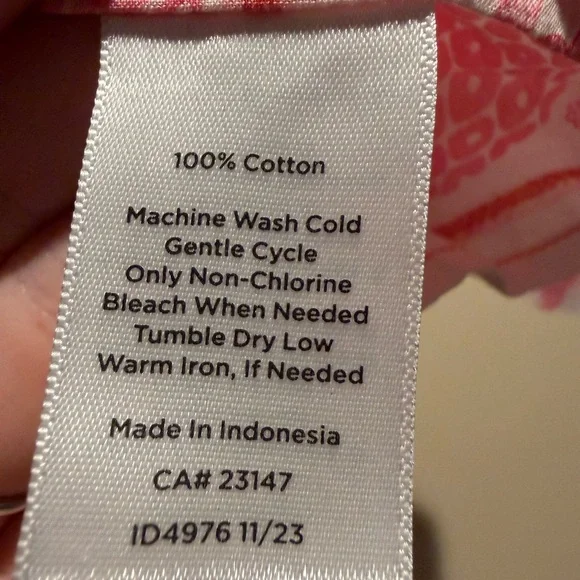 100% Cotton
Machine Wash Cold
Gentle Cycle
Only Non-Chlorine
Bleach When Needed
Tumble Dry Low
Warm Iron, If Needed
Made In Indonesia
CA# 23147
ID4976 11/23